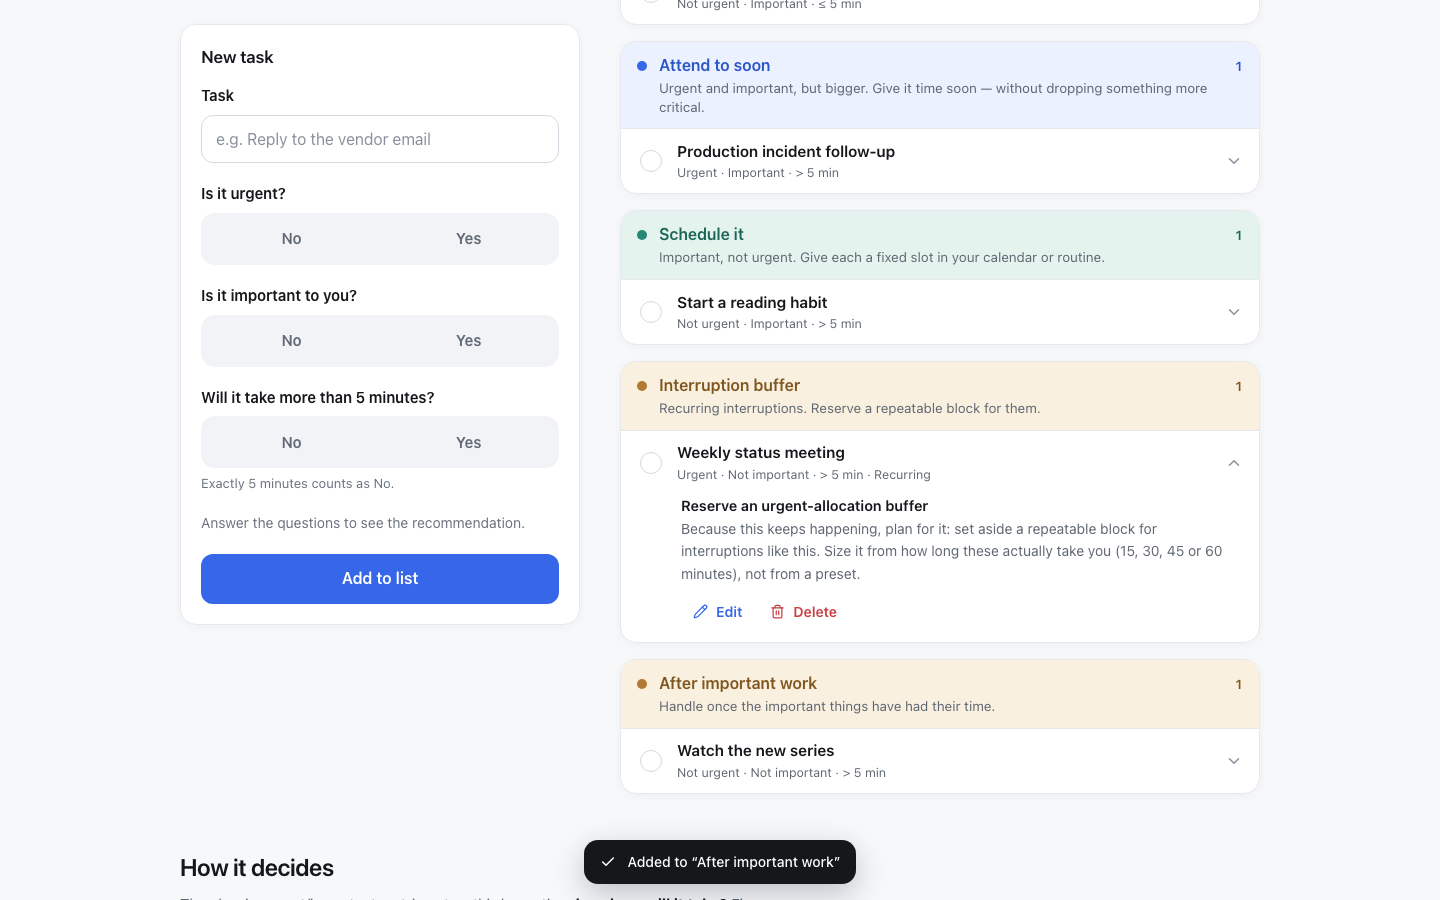 New task
Task
e.g. Reply to the vendor email
Is it urgent?
No Yes
Is it important to you?
No Yes
Will it take more than 5 minutes?
No Yes
Exactly 5 minutes counts as No.
Answer the questions to see the recommendation.
Add to list
Not urgent · Important · ≤ 5 min
Attend to soon 1
Urgent and important, but bigger. Give it time soon — without dropping something more
critical.
Production incident follow-up
Urgent · Important · > 5 min
Schedule it 1
Important, not urgent. Give each a fixed slot in your calendar or routine.
Start a reading habit
Not urgent · Important · > 5 min
Interruption buffer 1
Recurring interruptions. Reserve a repeatable block for them.
Weekly status meeting
Urgent · Not important · > 5 min · Recurring
Reserve an urgent-allocation buffer
Because this keeps happening, plan for it: set aside a repeatable block for
interruptions like this. Size it from how long these actually take you (15, 30, 45 or 60
minutes), not from a preset.
Edit Delete
After important work 1
Handle once the important things have had their time.
Watch the new series
Not urgent · Not important · > 5 min
How it decides
Added to “After important work”